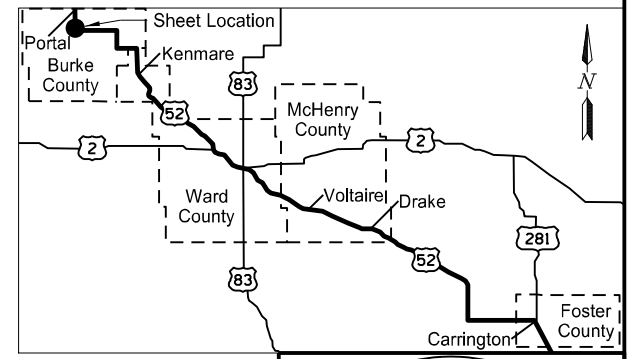 Sheet Location
Portal
Burke
County
Kenmare
83
52
McHenry
County
2
2
Ward
County
Voltaire
Drake
N
281
52
83
Foster
County
Carrington